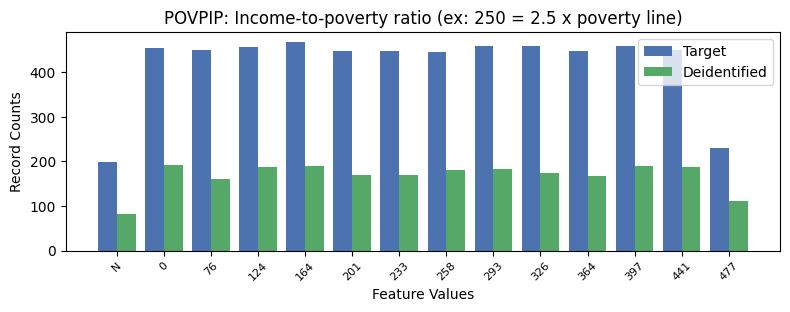 POVPIP: Income-to-poverty ratio (ex: 250 = 2.5 x poverty line)
Target
Deidentified
Record Counts
400
300
200
100
0
N 0 76 124 164 201 233 258 293 326 364 397 441 477
Feature Values